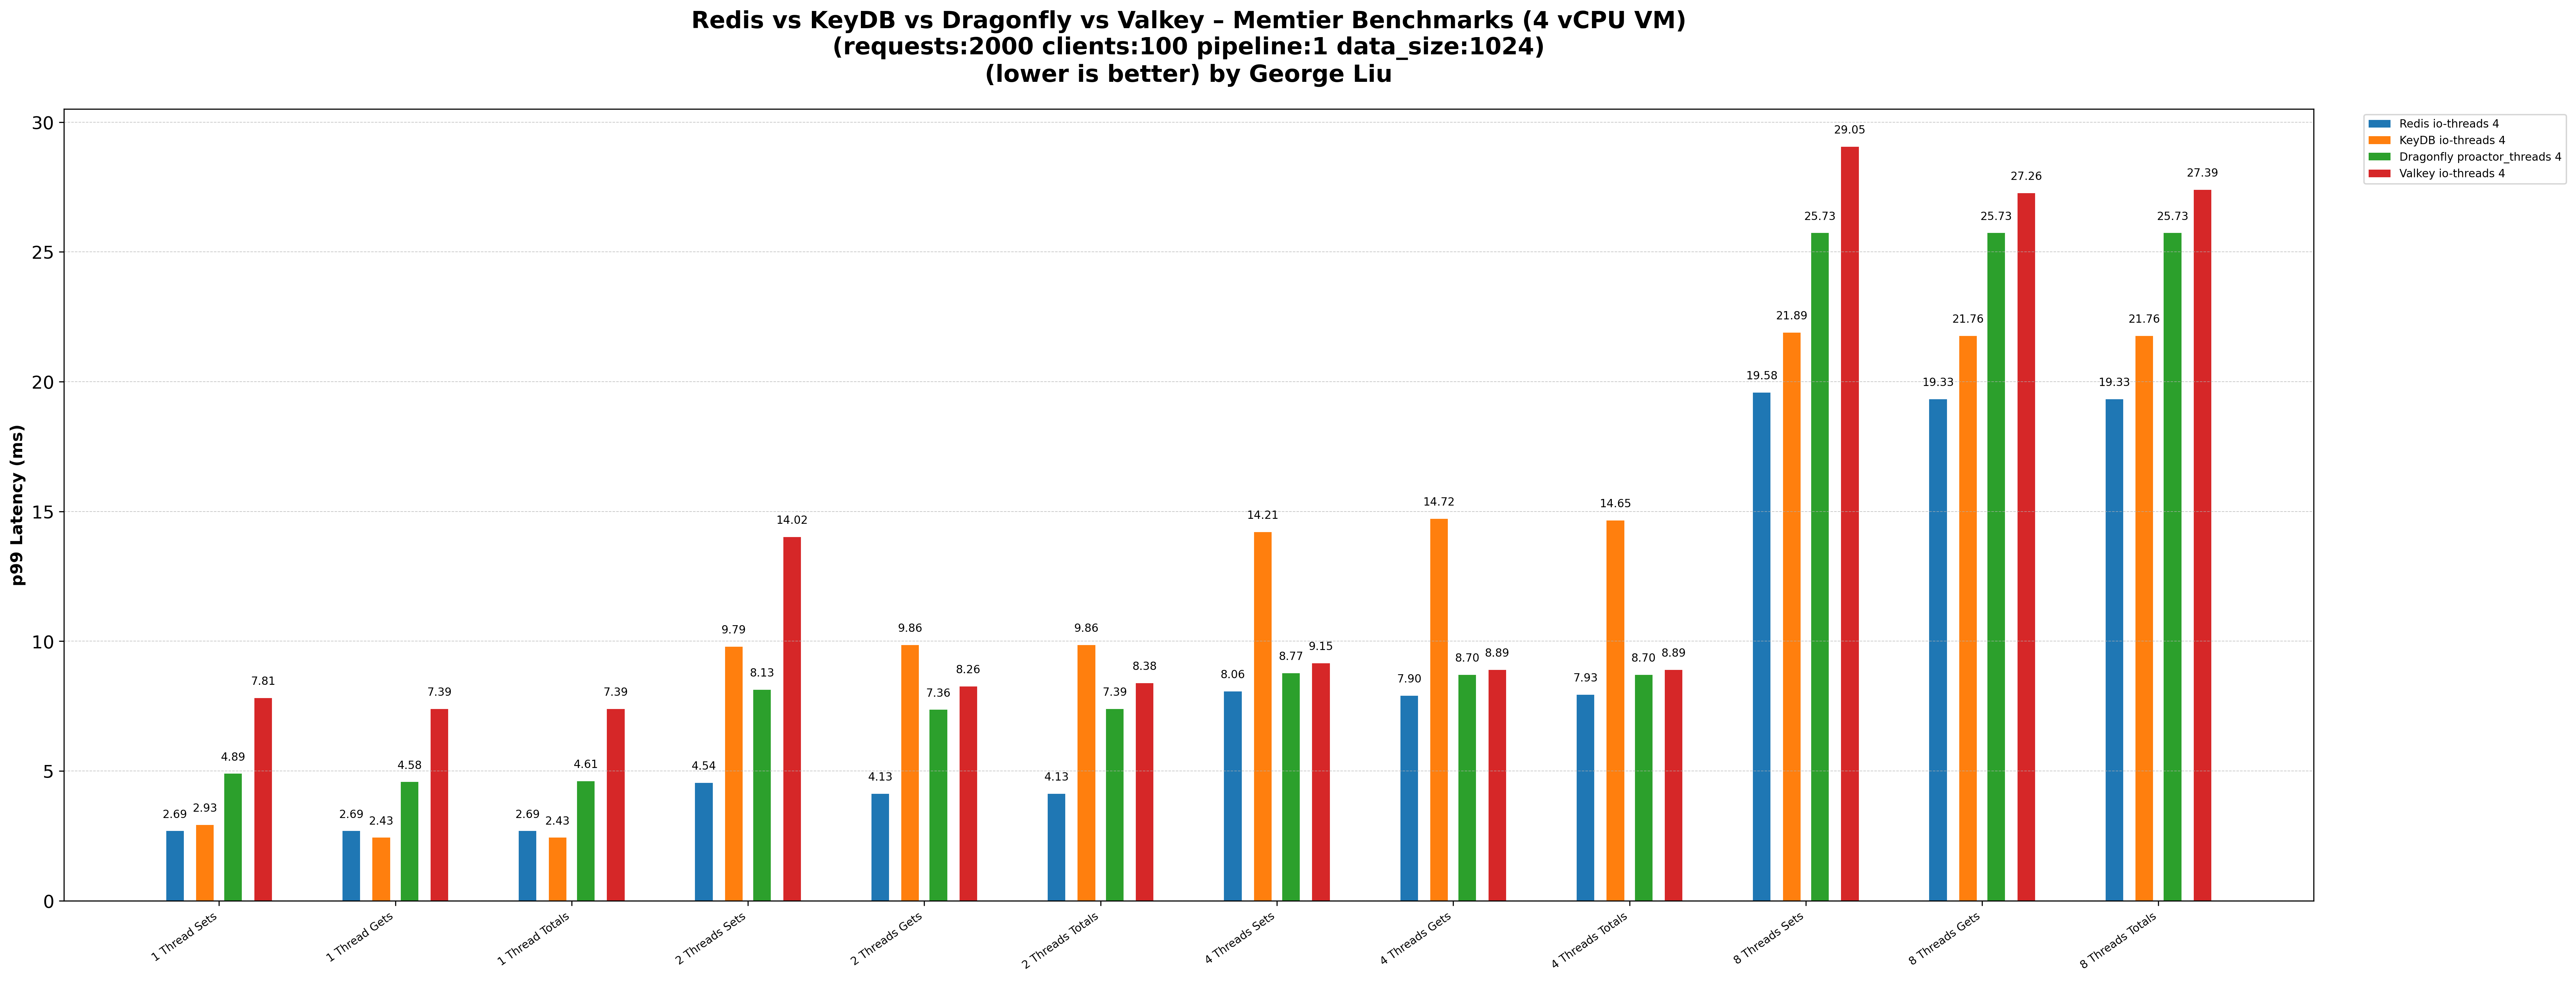 Redis vs KeyDB vs Dragonfly vs Valkey – Memtier Benchmarks (4 vCPU VM)
(requests:2000 clients:100 pipeline:1 data_size:1024)
(lower is better) by George Liu
Redis io-threads 4
KeyDB io-threads 4
Dragonfly proactor_threads 4
Valkey io-threads 4
p99 Latency (ms)
30
25
20
15
10
5
0
2.69
2.93
4.89
7.81
2.69
2.43
4.58
7.39
2.69
2.43
4.61
7.39
4.54
9.79
8.13
14.02
4.13
9.86
7.36
8.26
4.13
9.86
7.39
8.38
8.06
14.21
8.77
9.15
7.90
14.72
8.70
8.89
7.93
14.65
8.70
8.89
19.58
21.89
25.73
29.05
19.33
21.76
25.73
27.26
19.33
21.76
25.73
27.39
1 Thread Sets
1 Thread Gets
1 Thread Totals
2 Threads Sets
2 Threads Gets
2 Threads Totals
4 Threads Sets
4 Threads Gets
4 Threads Totals
8 Threads Sets
8 Threads Gets
8 Threads Totals